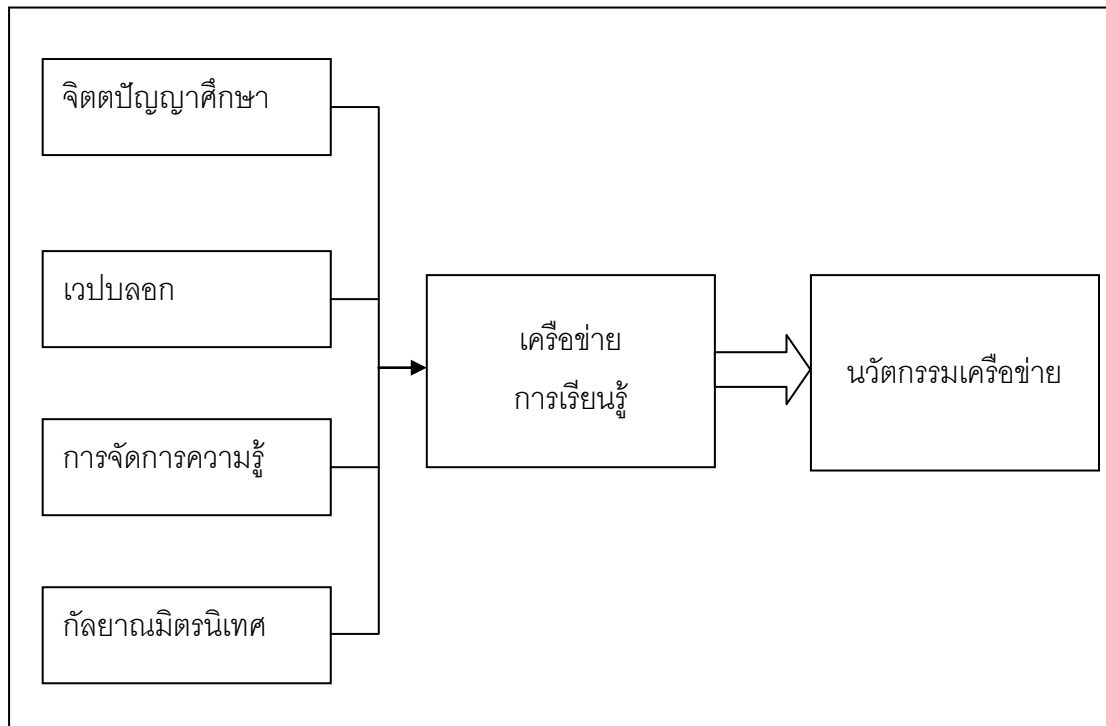 จิตตปัญญาศึกษา
เวปบลอก
เครือข่าย
การเรียนรู้
นวัตกรรมเครือข่าย
การจัดการความรู้
กัลยาณมิตรนิเทศ